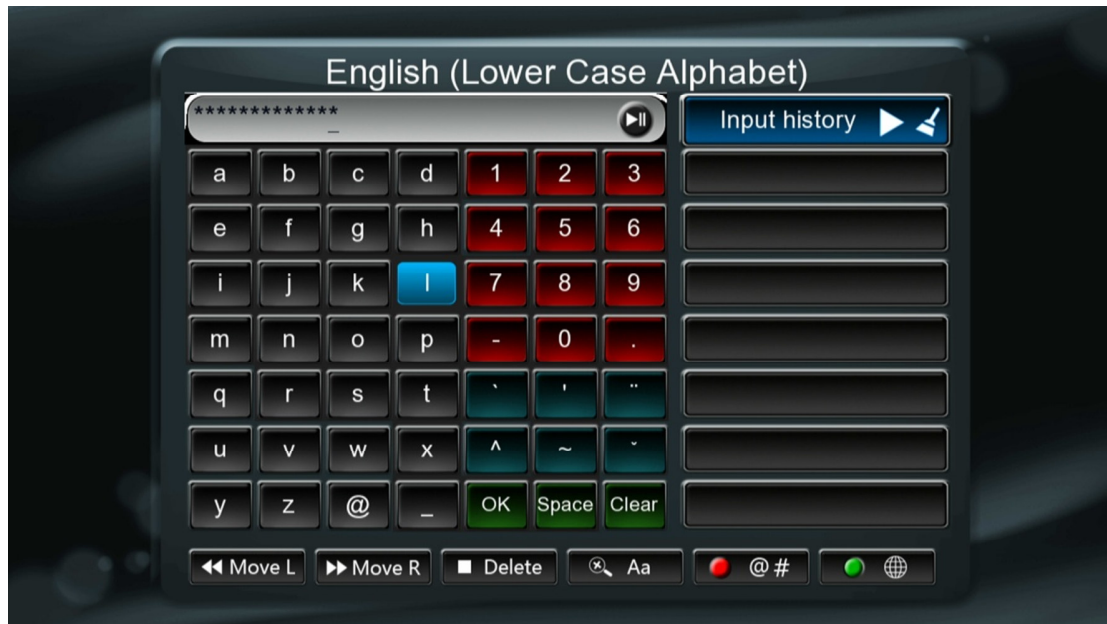 English (Lower Case Alphabet)
************* _ Input history
a b c d 1 2 3
e f g h 4 5 6
i j k l 7 8 9
m n o p - 0 .
q r s t ` ' ¨
u v w x ^ ~ ˇ
y z @ _ OK Space Clear
Move L Move R Delete Aa @#